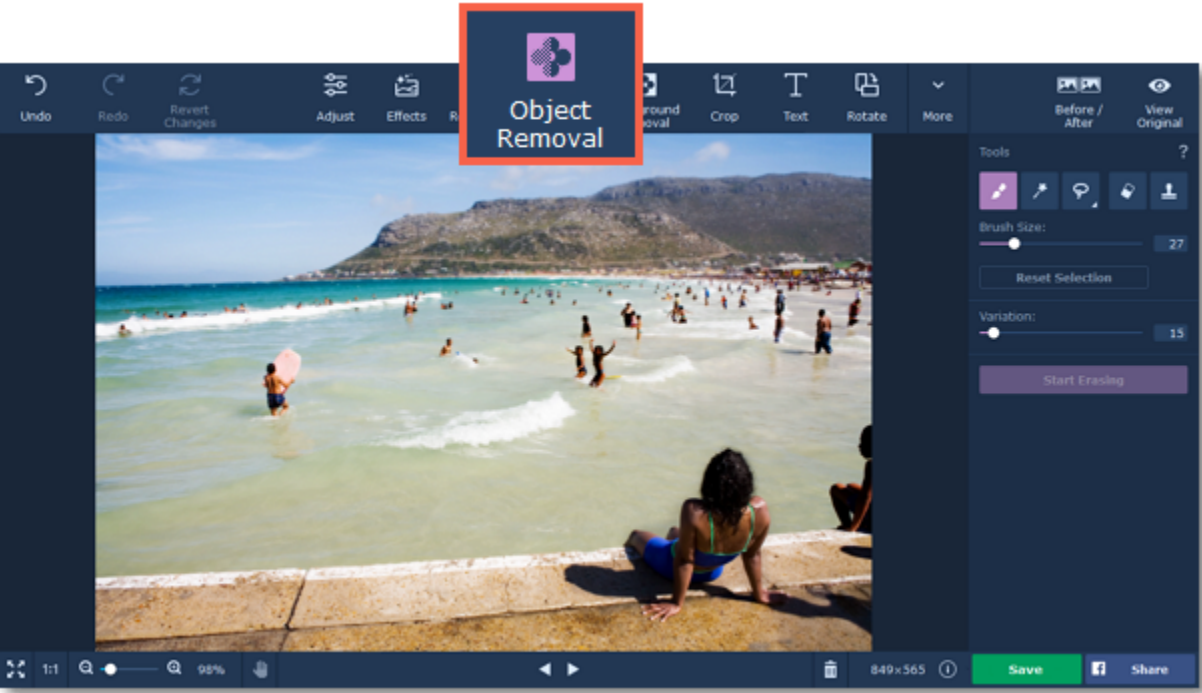 Object
Removal
Undo
Redo
Revert
Changes
Adjust
Effects
Crop
Text
Rotate
More
Before /
After
View
Original
Tools
?
Brush Size:
27
Reset Selection
Variation:
15
Start Erasing
1:1
98%
849×565
Save
Share